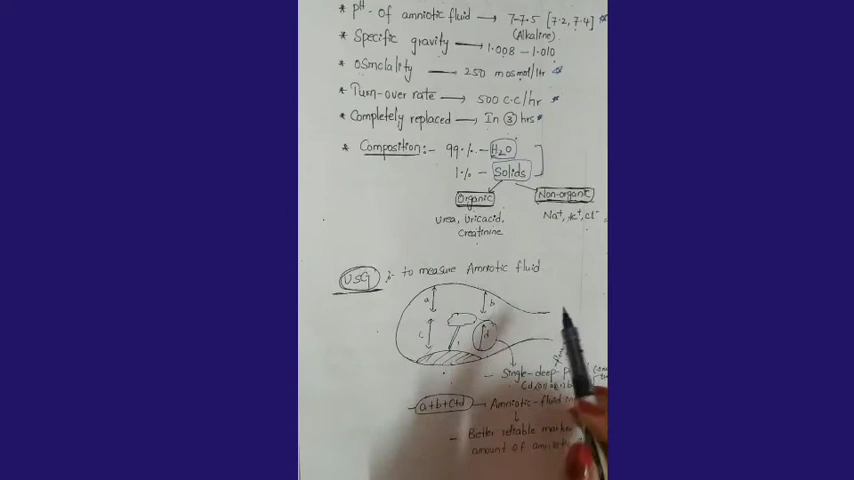 * pH - of amniotic fluid → 7-7.5 [7.2, 7.4] *
(Alkaline)
* Specific gravity → 1.008 - 1.010
* Osmolality → 250 mosmol/ltr
* Turn-over rate → 500 c.c/hr *
* Completely replaced → In 3 hrs *
* Composition:- 99% - H2O
1% - Solids
Organic Non-organic
Urea, Uricacid, Na+, K+, Cl-
Creatinine
USG :- to measure Amniotic fluid
a b
c d
- Single-deep-
- a+b+c+d → Amniotic-fluid
- Better reliable marker
amount of